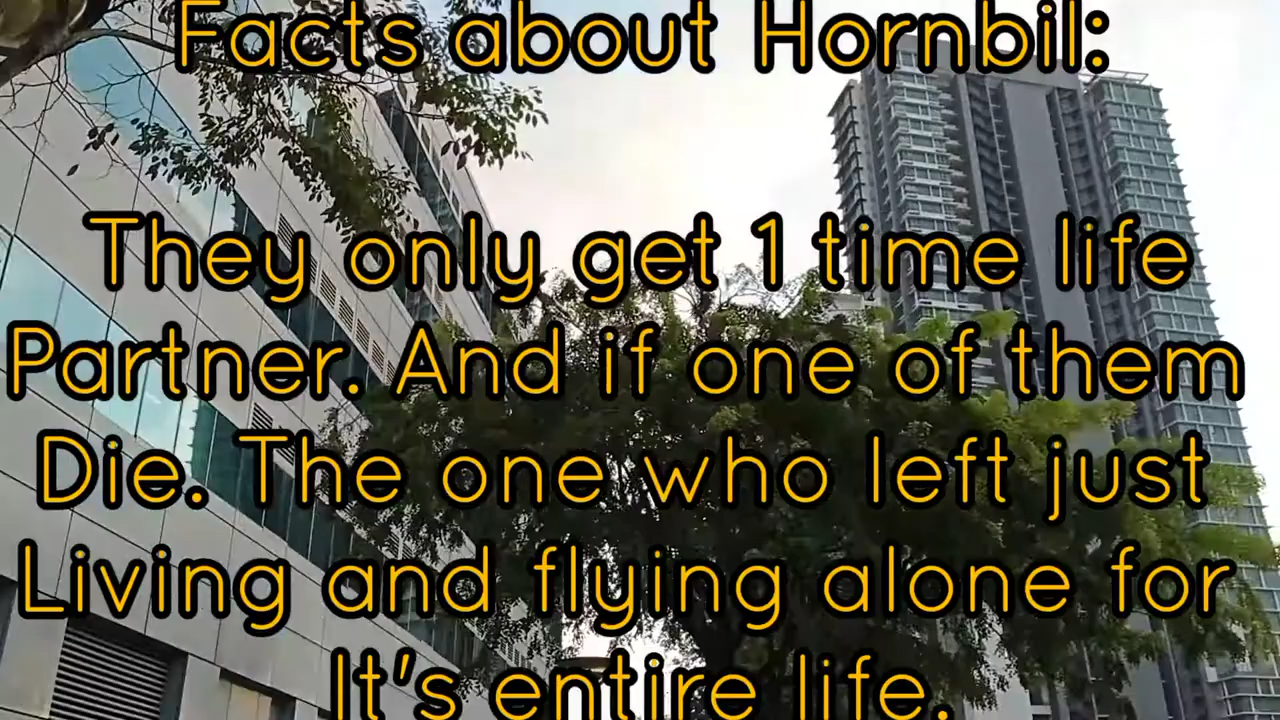 Facts about Hornbil:
They only get 1 time life
Partner. And if one of them
Die. The one who left just
Living and flying alone for
It's entire life.